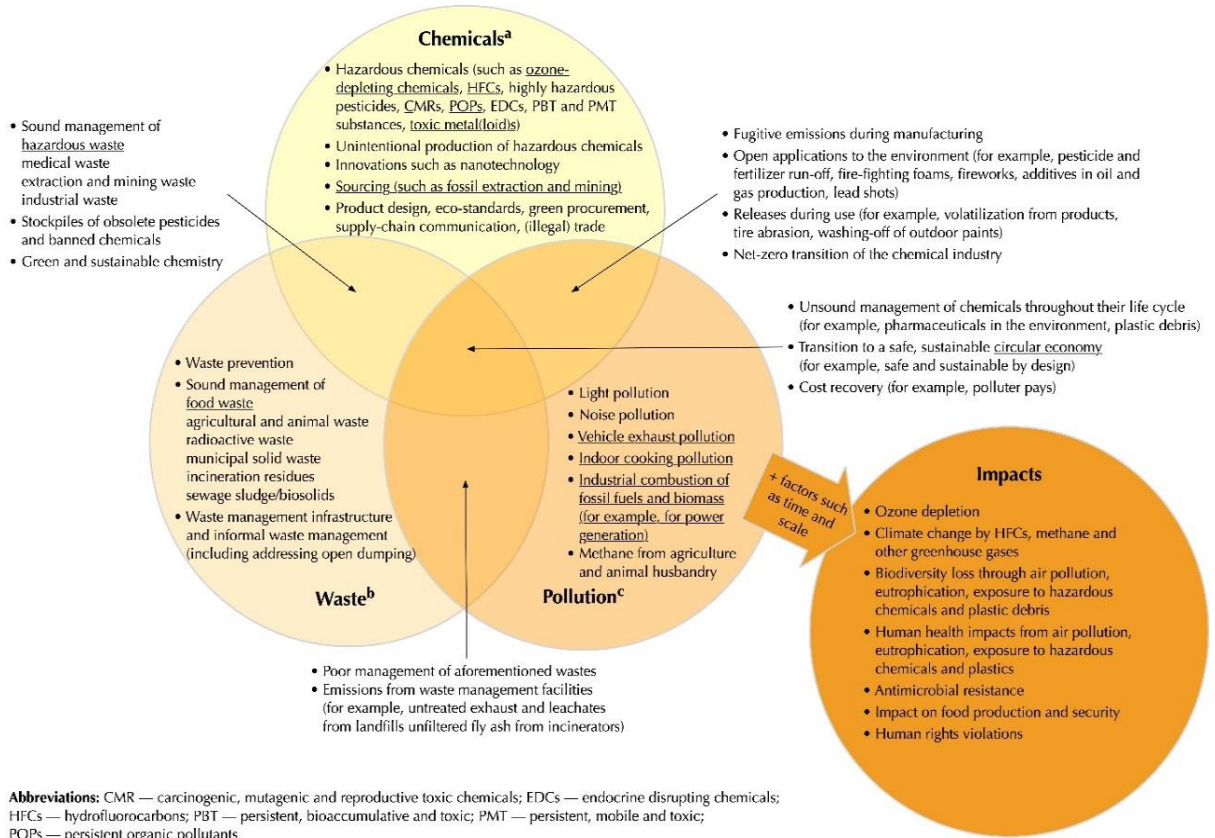 Chemicalsa
• Hazardous chemicals (such as ozone-
depleting chemicals, HFCs, highly hazardous
pesticides, CMRs, POPs, EDCs, PBT and PMT
substances, toxic metal(loid)s)
• Unintentional production of hazardous chemicals
• Innovations such as nanotechnology
• Sourcing (such as fossil extraction and mining)
• Product design, eco-standards, green procurement,
supply-chain communication, (illegal) trade
• Sound management of
hazardous waste
medical waste
extraction and mining waste
industrial waste
• Stockpiles of obsolete pesticides
and banned chemicals
• Green and sustainable chemistry
• Fugitive emissions during manufacturing
• Open applications to the environment (for example, pesticide and
fertilizer run-off, fire-fighting foams, fireworks, additives in oil and
gas production, lead shots)
• Releases during use (for example, volatilization from products,
tire abrasion, washing-off of outdoor paints)
• Net-zero transition of the chemical industry
• Unsound management of chemicals throughout their life cycle
(for example, pharmaceuticals in the environment, plastic debris)
• Transition to a safe, sustainable circular economy
(for example, safe and sustainable by design)
• Cost recovery (for example, polluter pays)
• Waste prevention
• Sound management of
food waste
agricultural and animal waste
radioactive waste
municipal solid waste
incineration residues
sewage sludge/biosolids
• Waste management infrastructure
and informal waste management
(including addressing open dumping)
Wasteb
• Light pollution
• Noise pollution
• Vehicle exhaust pollution
• Indoor cooking pollution
• Industrial combustion of
fossil fuels and biomass
(for example, for power
generation)
• Methane from agriculture
and animal husbandry
Pollutionc
+ factors such
as time and
scale
Impacts
• Ozone depletion
• Climate change by HFCs, methane and
other greenhouse gases
• Biodiversity loss through air pollution,
eutrophication, exposure to hazardous
chemicals and plastic debris
• Human health impacts from air pollution,
eutrophication, exposure to hazardous
chemicals and plastics
• Antimicrobial resistance
• Impact on food production and security
• Human rights violations
• Poor management of aforementioned wastes
• Emissions from waste management facilities
(for example, untreated exhaust and leachates
from landfills unfiltered fly ash from incinerators)
Abbreviations: CMR — carcinogenic, mutagenic and reproductive toxic chemicals; EDCs — endocrine disrupting chemicals;
HFCs — hydrofluorocarbons; PBT — persistent, bioaccumulative and toxic; PMT — persistent, mobile and toxic;
POPs — persistent organic pollutants